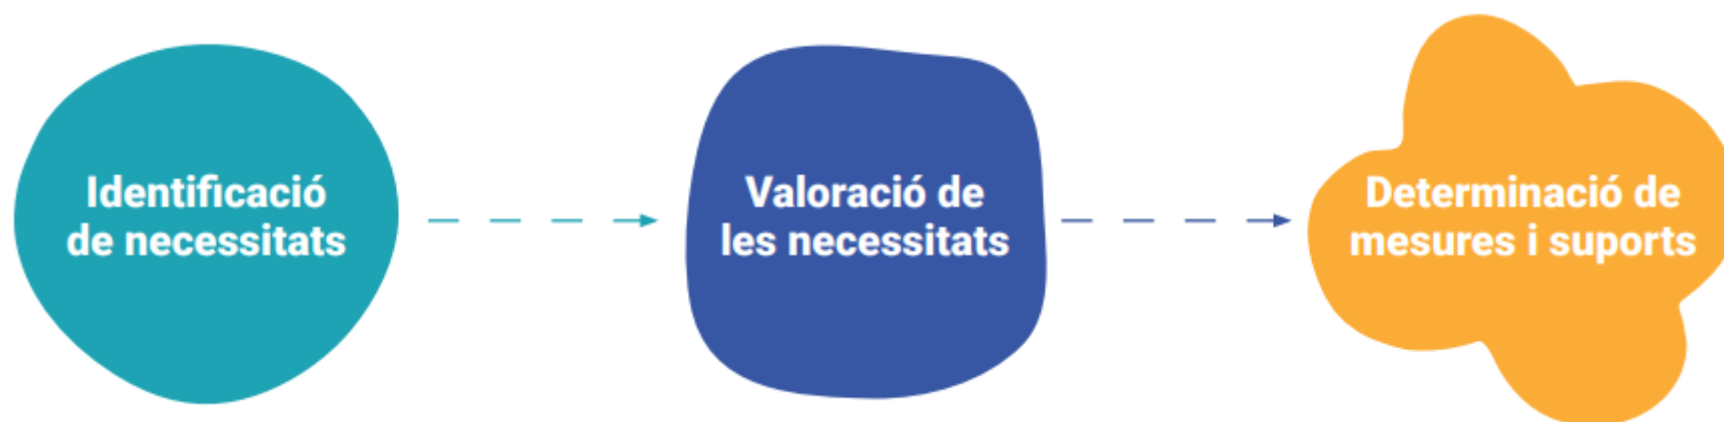 Identificació
de necessitats
Valoració de
les necessitats
Determinació de
mesures i suports